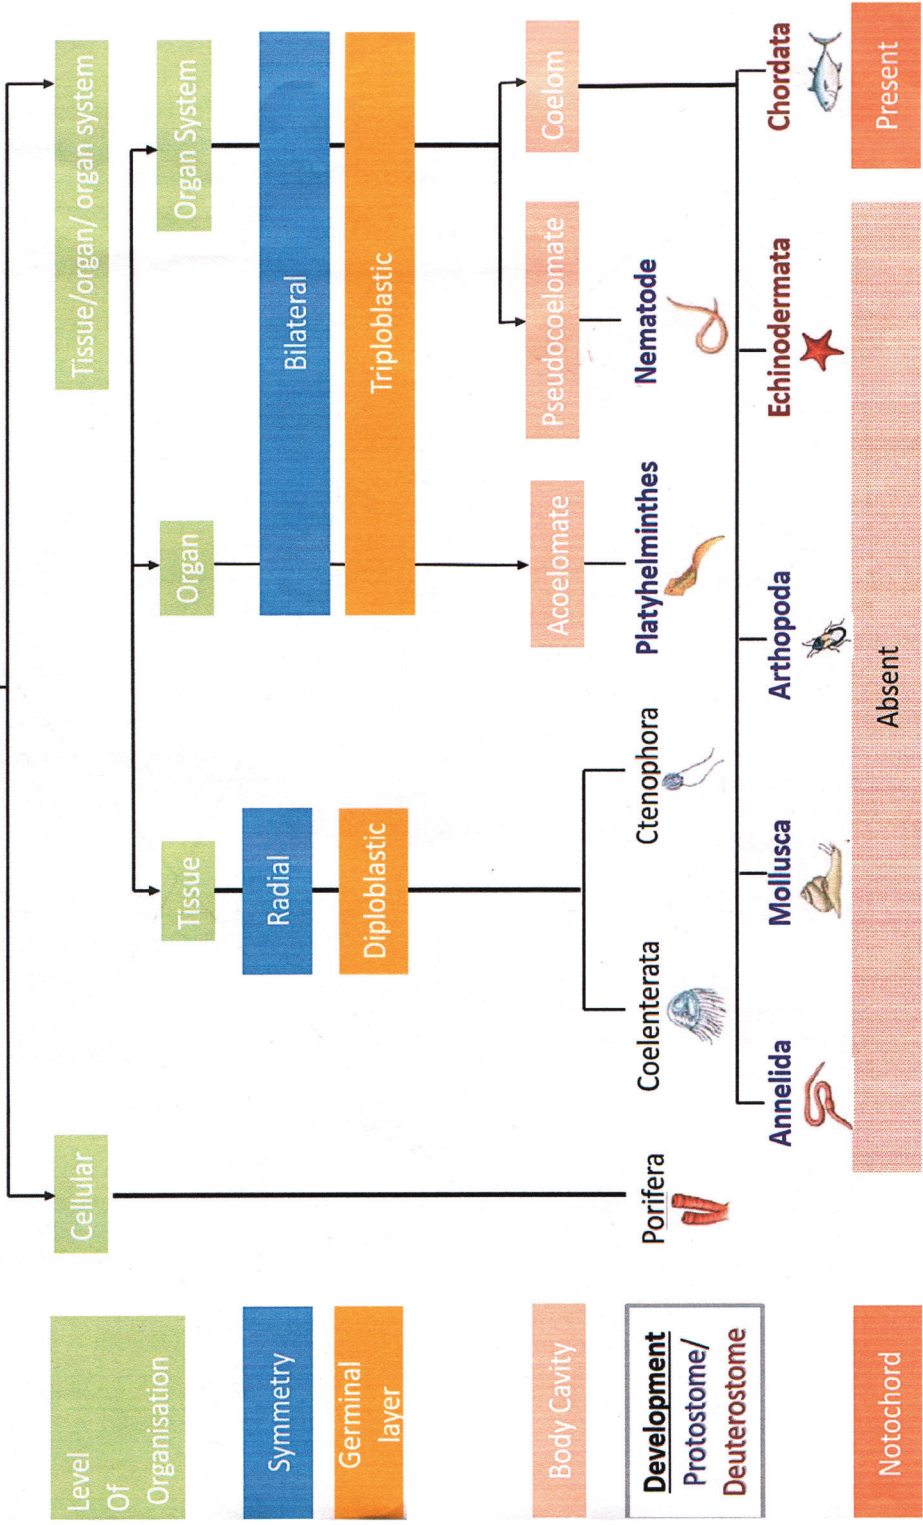 Level
Of
Organisation
Cellular
Tissue/organ/ organ system
Tissue
Organ
Organ System
Symmetry
Radial
Bilateral
Germinal
layer
Diploblastic
Triploblastic
Body Cavity
Acoelomate
Pseudocoelomate
Coelom
Development
Protostome/
Deuterostome
Porifera
Coelenterata
Ctenophora
Platyhelminthes
Nematode
Annelida
Mollusca
Arthopoda
Echinodermata
Chordata
Notochord
Absent
Present